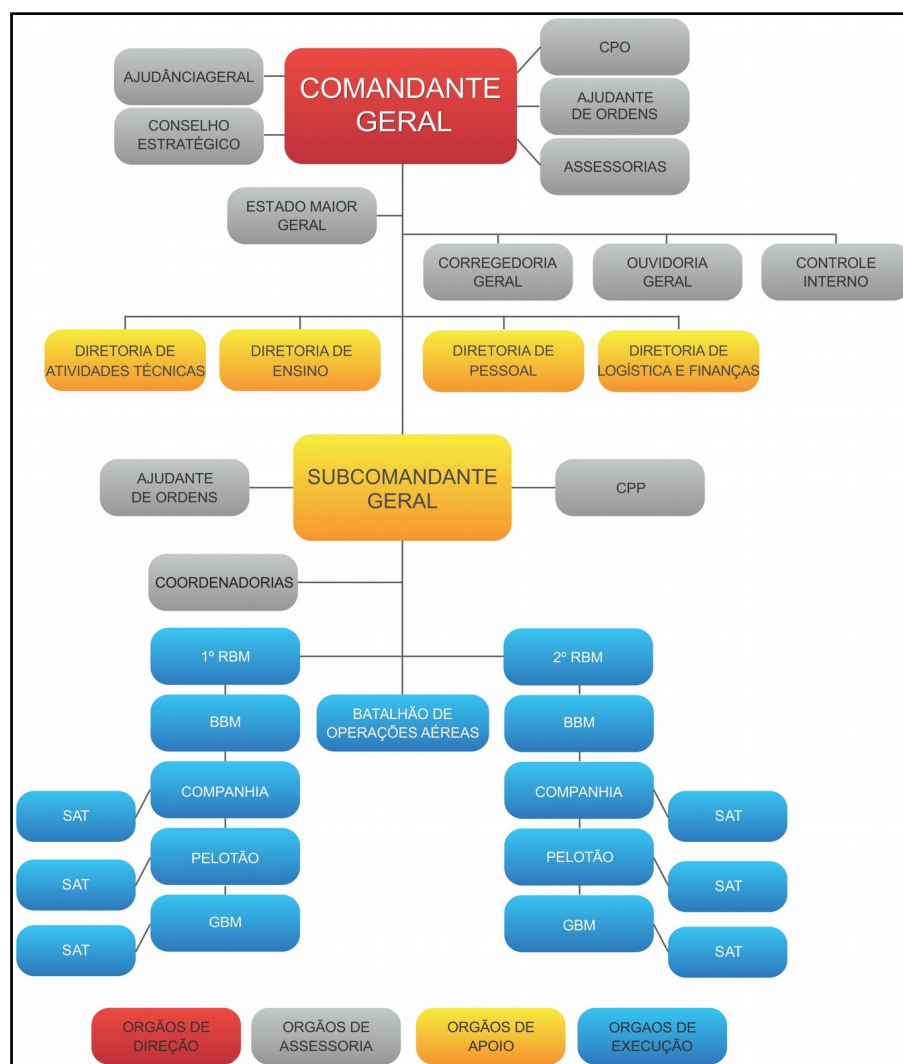 COMANDANTE
GERAL
AJUDÂNCIAGERAL
CONSELHO
ESTRATÉGICO
CPO
AJUDANTE
DE ORDENS
ASSESSORIAS
ESTADO MAIOR
GERAL
CORREGEDORIA
GERAL
OUVIDORIA
GERAL
CONTROLE
INTERNO
DIRETORIA DE
ATIVIDADES TÉCNICAS
DIRETORIA DE
ENSINO
DIRETORIA DE
PESSOAL
DIRETORIA DE
LOGÍSTICA E FINANÇAS
AJUDANTE
DE ORDENS
SUBCOMANDANTE
GERAL
CPP
COORDENADORIAS
1º RBM
2º RBM
BBM
BATALHÃO DE
OPERAÇÕES AÉREAS
BBM
COMPANHIA
COMPANHIA
SAT
SAT
PELOTÃO
PELOTÃO
SAT
SAT
GBM
GBM
SAT
SAT
ORGÃOS DE
DIREÇÃO
ORGÃOS DE
ASSESSORIA
ORGÃOS DE
APOIO
ORGAOS DE
EXECUÇÃO